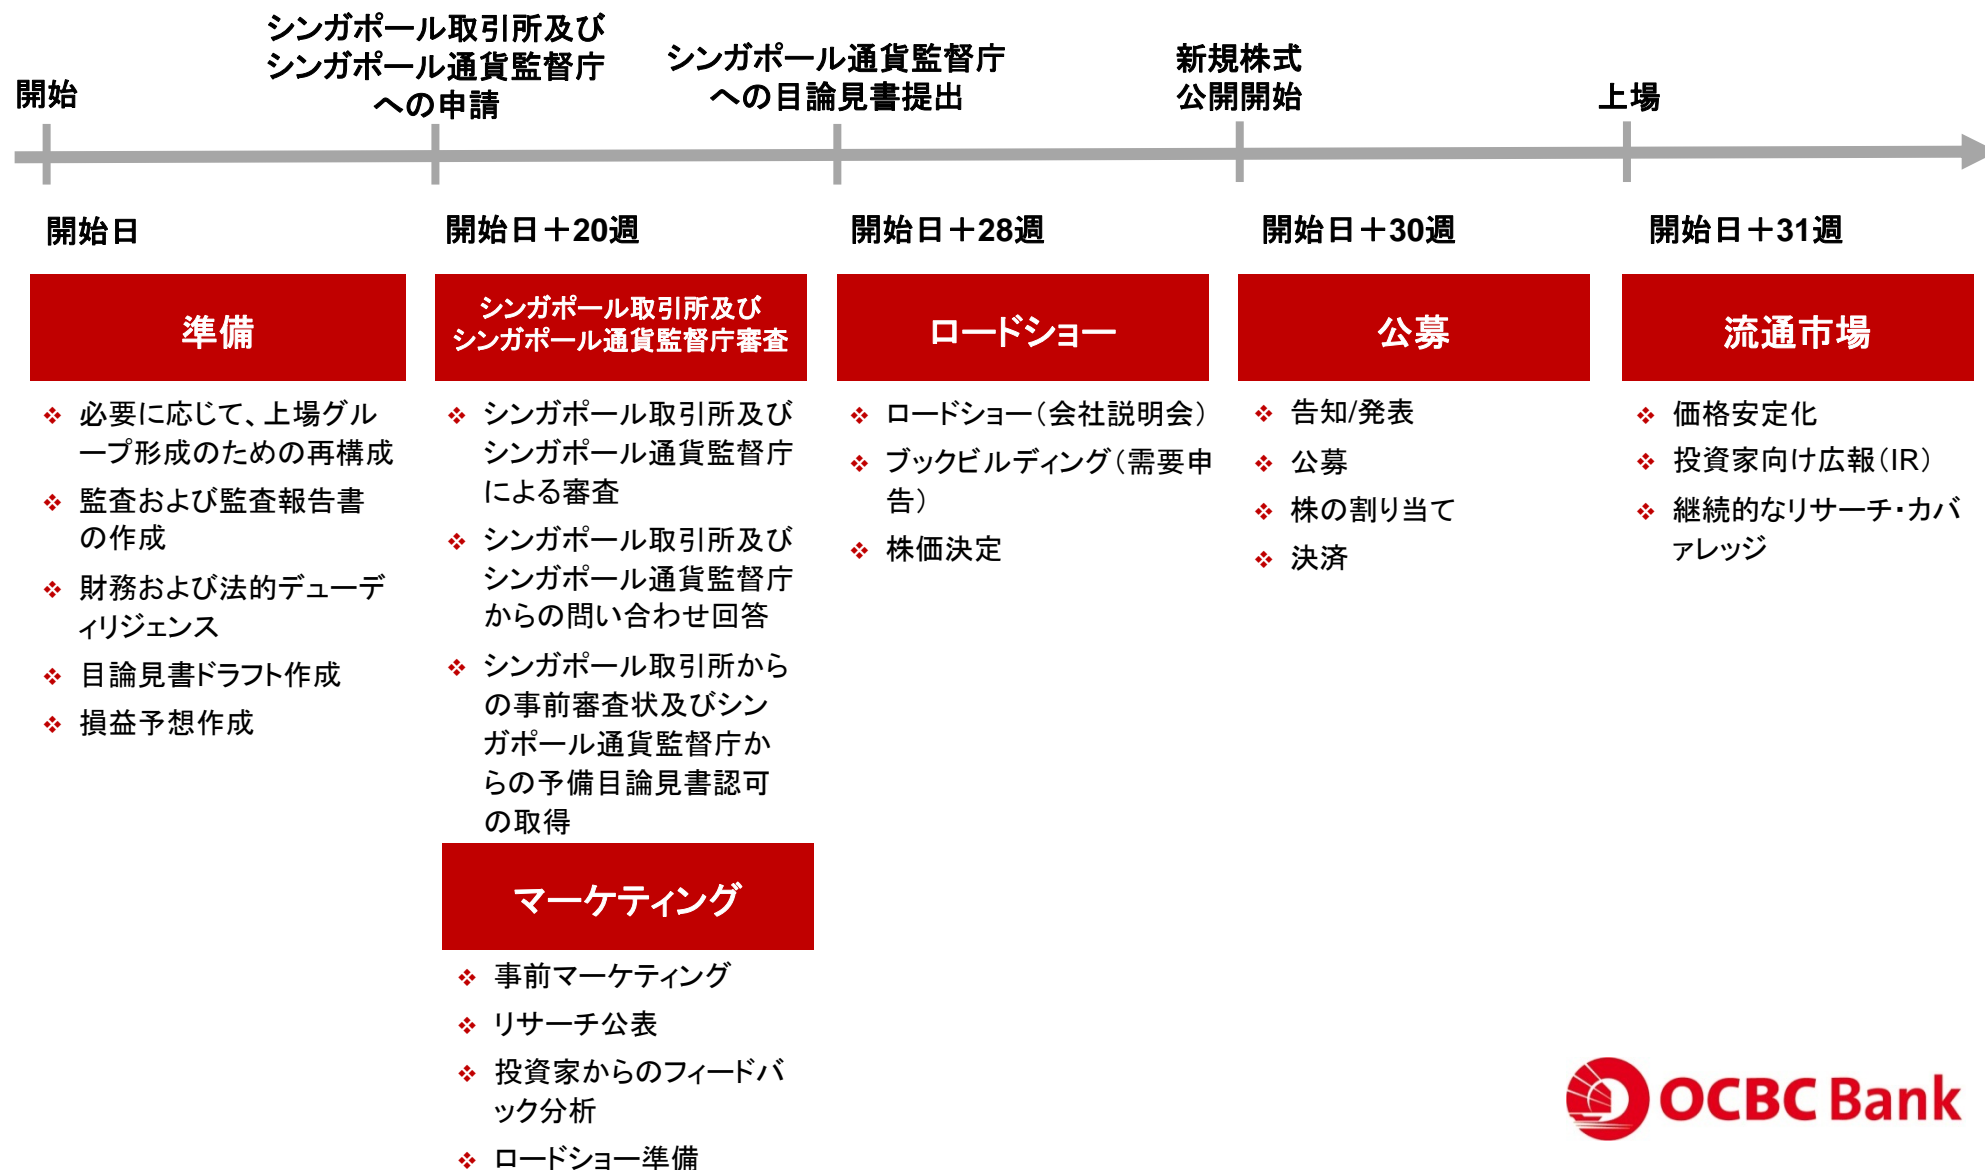 開始
シンガポール取引所及び
シンガポール通貨監督庁
への申請
シンガポール通貨監督庁
への目論見書提出
新規株式
公開開始
上場
開始日
開始日＋20週
開始日＋28週
開始日＋30週
開始日＋31週
準備
❖ 必要に応じて、上場グル
ープ形成のための再構成
❖ 監査および監査報告書
の作成
❖ 財務および法的デューデ
ィリジェンス
❖ 目論見書ドラフト作成
❖ 損益予想作成
シンガポール取引所及び
シンガポール通貨監督庁審査
❖ シンガポール取引所及び
シンガポール通貨監督庁
による審査
❖ シンガポール取引所及び
シンガポール通貨監督庁
からの問い合わせ回答
❖ シンガポール取引所から
の事前審査状及びシン
ガポール通貨監督庁か
らの予備目論見書認可
の取得
マーケティング
❖ 事前マーケティング
❖ リサーチ公表
❖ 投資家からのフィードバ
ック分析
❖ ロードショー準備
ロードショー
❖ ロードショー（会社説明会）
❖ ブックビルディング（需要申
告）
❖ 株価決定
公募
❖ 告知/発表
❖ 公募
❖ 株の割り当て
❖ 決済
流通市場
❖ 価格安定化
❖ 投資家向け広報（IR）
❖ 継続的なリサーチ・カバ
ァレッジ
OCBC Bank